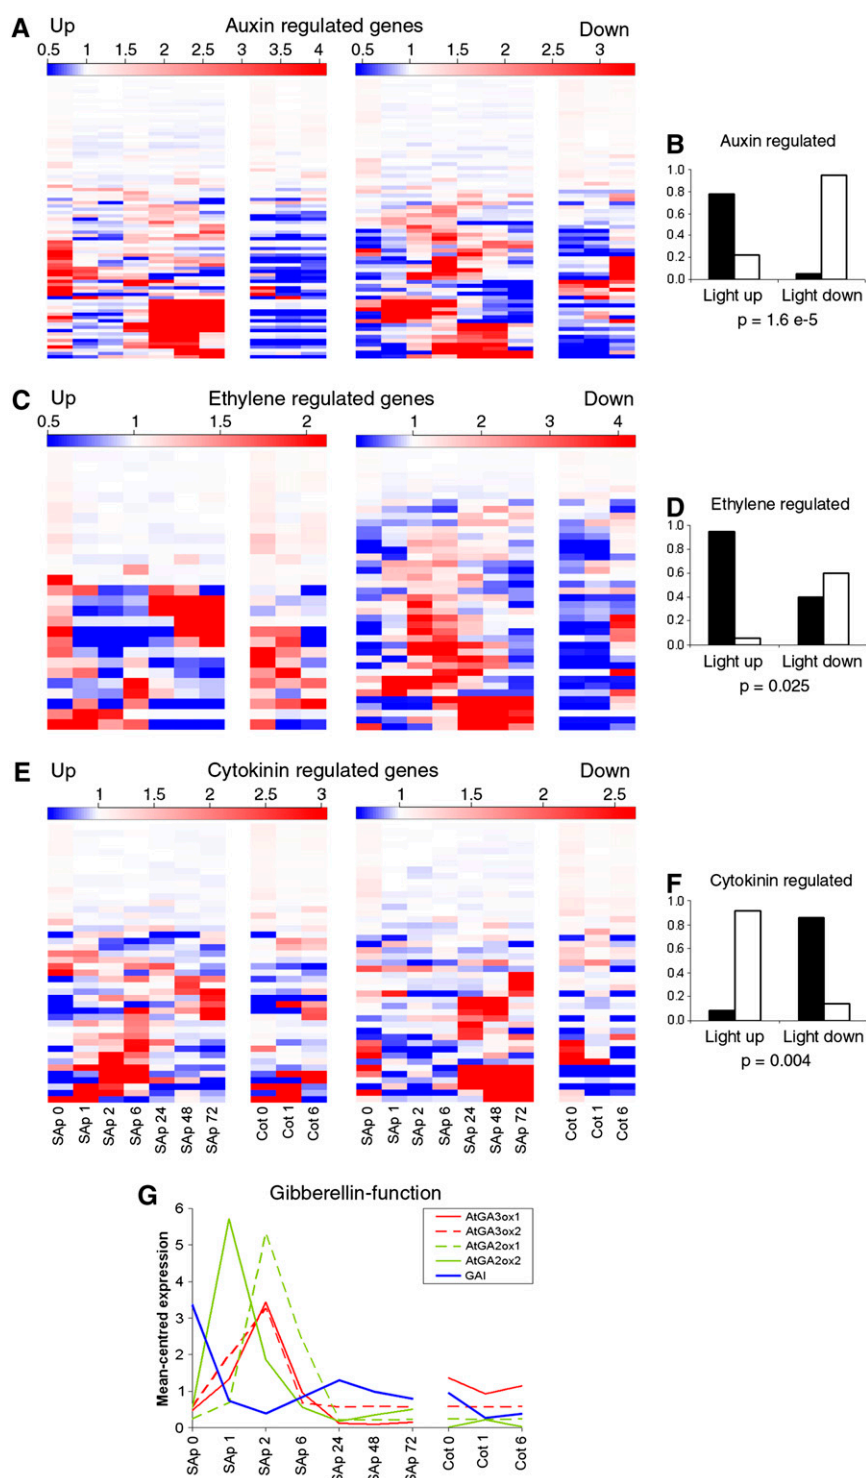 A
Up
Auxin regulated genes
Down
0.5 1 1.5 2 2.5 3 3.5 4
0.5 1 1.5 2 2.5 3
B
Auxin regulated
1.0
0.8
0.6
0.4
0.2
0.0
Light up Light down
p = 1.6 e-5
C
Up
Ethylene regulated genes
Down
0.5 1 1.5 2
1 2 3 4
D
Ethylene regulated
1.0
0.8
0.6
0.4
0.2
0.0
Light up Light down
p = 0.025
E
Up
Cytokinin regulated genes
Down
1 1.5 2 2.5 3
1 1.5 2 2.5
F
Cytokinin regulated
1.0
0.8
0.6
0.4
0.2
0.0
Light up Light down
p = 0.004
SAp 0
SAp 1
SAp 2
SAp 6
SAp 24
SAp 48
SAp 72
Cot 0
Cot 1
Cot 6
SAp 0
SAp 1
SAp 2
SAp 6
SAp 24
SAp 48
SAp 72
Cot 0
Cot 1
Cot 6
G
Gibberellin-function
Mean-centred expression
6
5
4
3
2
1
0
AtGA3ox1
AtGA3ox2
AtGA2ox1
AtGA2ox2
GAI
SAp 0
SAp 1
SAp 2
SAp 6
SAp 24
SAp 48
SAp 72
Cot 0
Cot 1
Cot 6